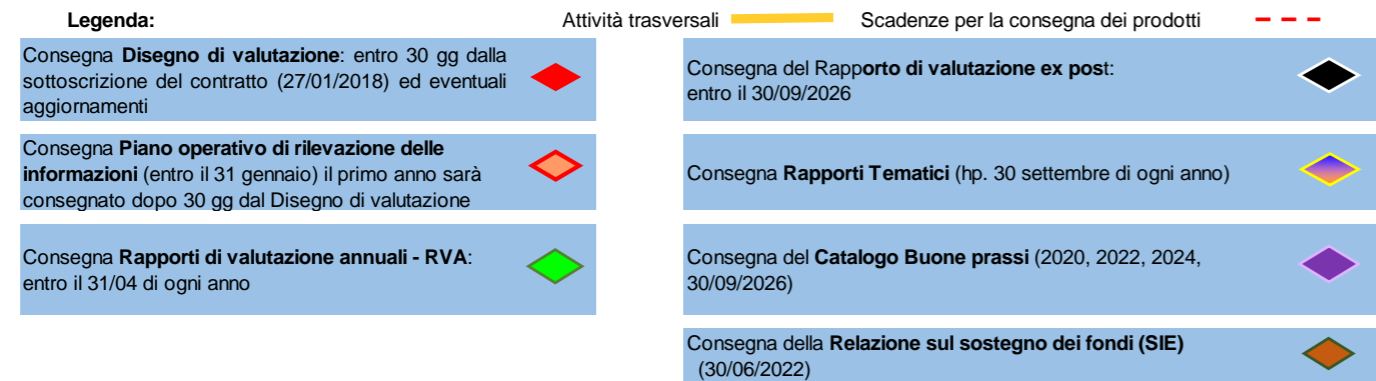 Legenda:
Attività trasversali
Scadenze per la consegna dei prodotti
Consegna Disegno di valutazione: entro 30 gg dalla
sottoscrizione del contratto (27/01/2018) ed eventuali
aggiornamenti
Consegna Piano operativo di rilevazione delle
informazioni (entro il 31 gennaio) il primo anno sarà
consegnato dopo 30 gg dal Disegno di valutazione
Consegna Rapporti di valutazione annuali - RVA:
entro il 31/04 di ogni anno
Consegna del Rapporto di valutazione ex post:
entro il 30/09/2026
Consegna Rapporti Tematici (hp. 30 settembre di ogni anno)
Consegna del Catalogo Buone prassi (2020, 2022, 2024,
30/09/2026)
Consegna della Relazione sul sostegno dei fondi (SIE)
(30/06/2022)